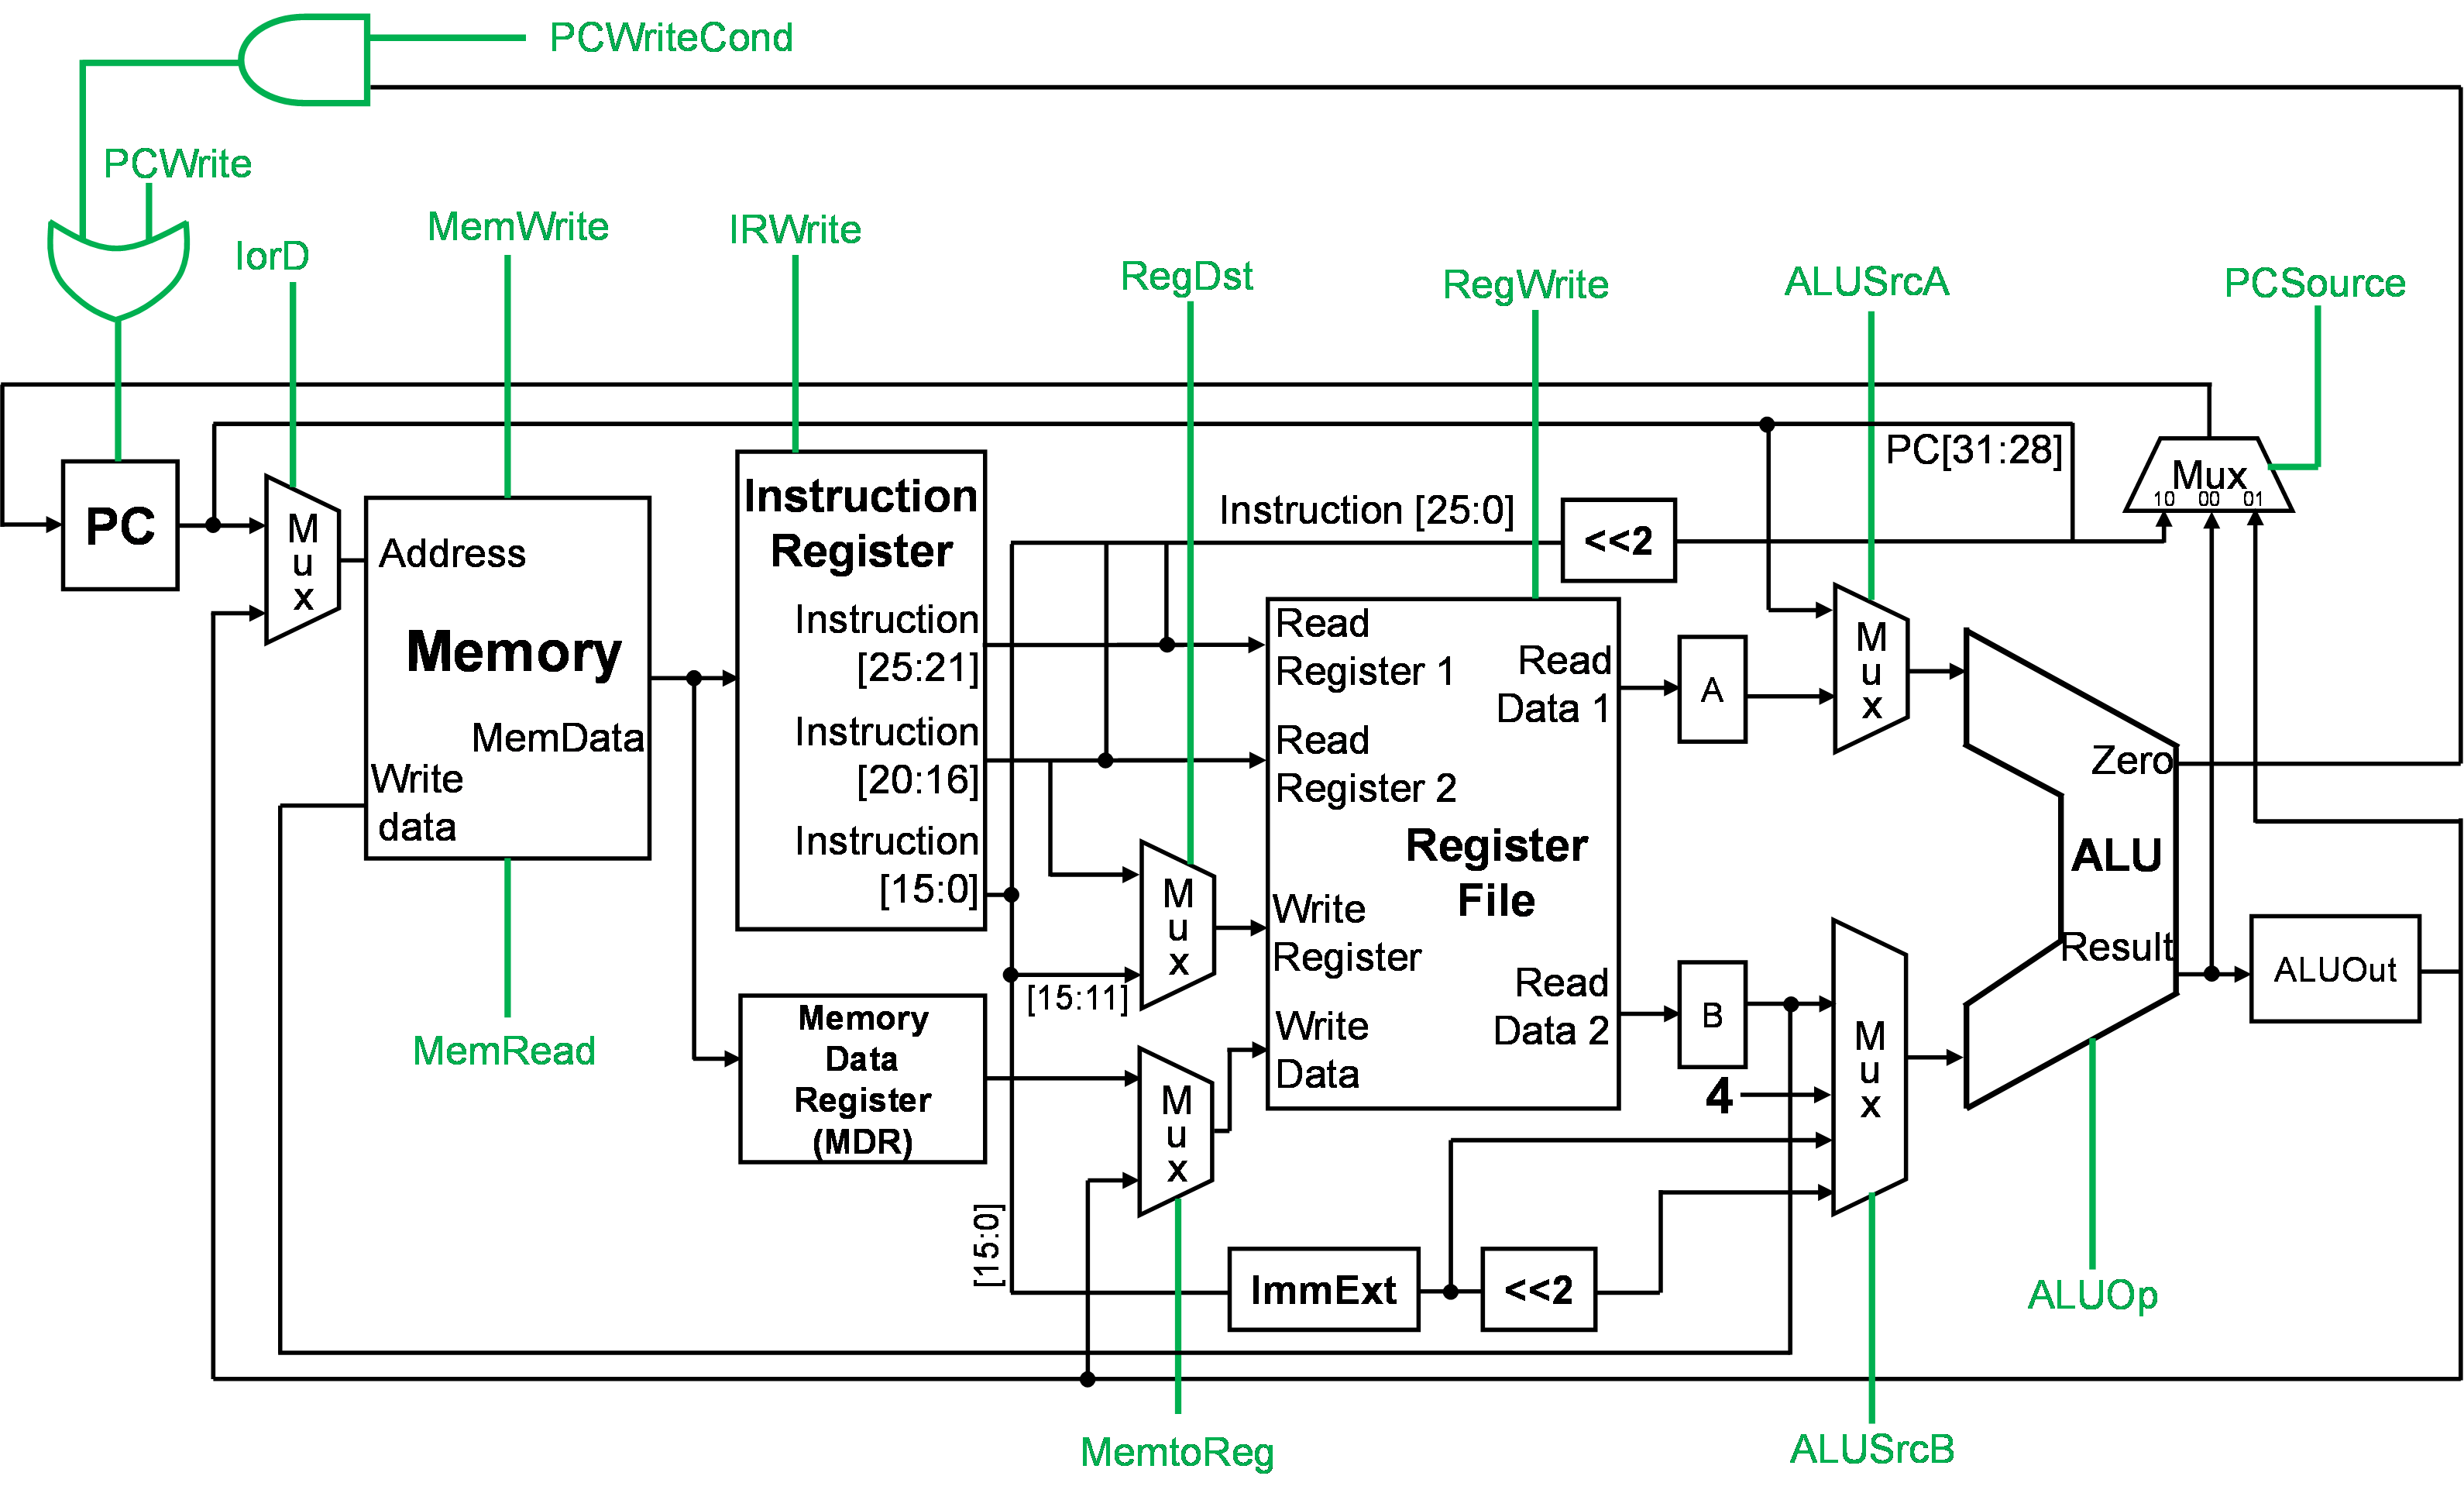 PCWriteCond
PCWrite
MemWrite
IRWrite
IorD
RegDst
RegWrite
ALUSrcA
PCSource
PC[31:28]
Mux
10 00 01
PC
M
u
x
Address
Memory
MemData
Write
data
MemRead
Instruction
Register
Instruction
[25:21]
Instruction
[20:16]
Instruction
[15:0]
Instruction [25:0]
<<2
Memory
Data
Register
(MDR)
[15:11]
M
u
x
M
u
x
[15:0]
MemtoReg
Read
Register 1
Read
Register 2
Register
File
Write
Register
Write
Data
Read
Data 1
Read
Data 2
A
B
4
M
u
x
M
u
x
ImmExt
<<2
Zero
ALU
Result
ALUOut
ALUOp
ALUSrcB